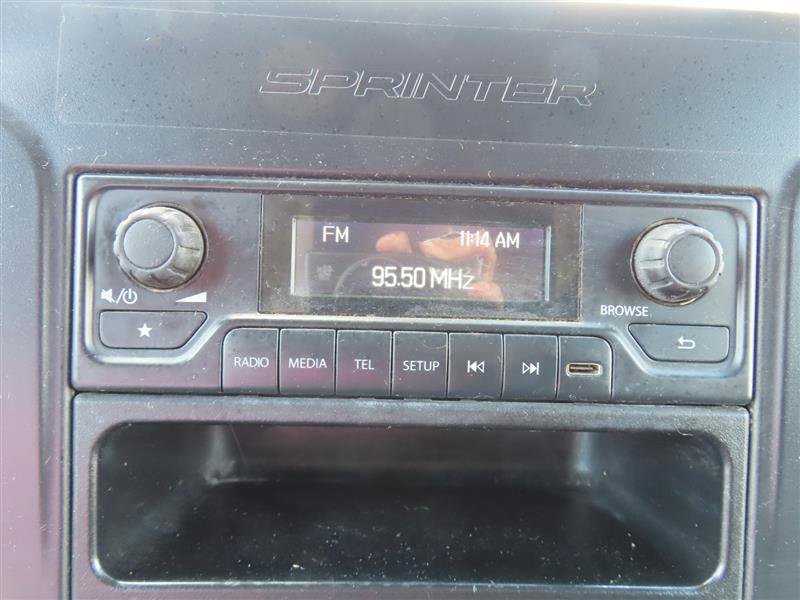 SPRINTER
FM 11:14 AM
95.50 MHz
BROWSE
RADIO MEDIA TEL SETUP